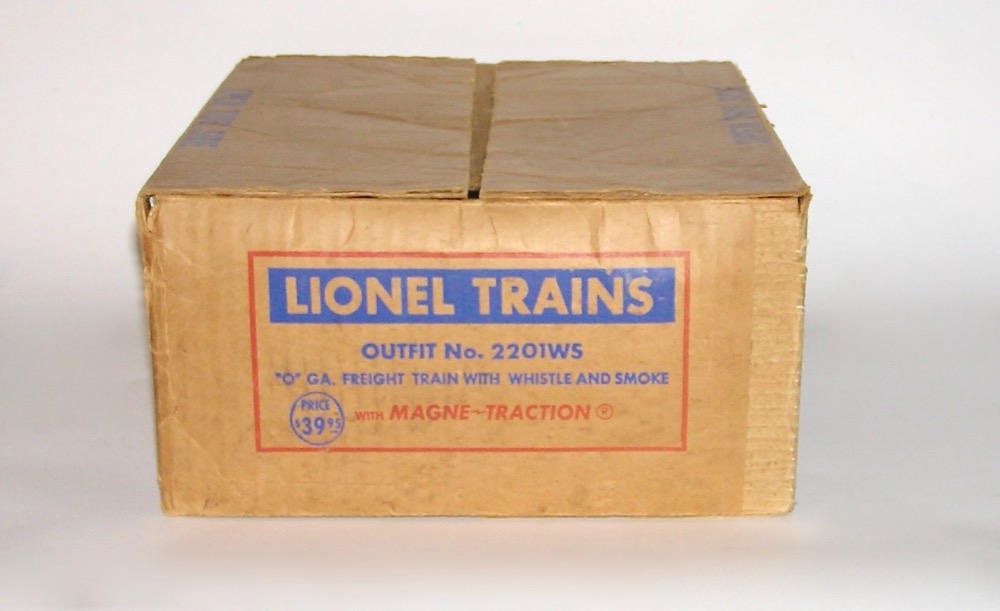 LIONEL TRAINS
OUTFIT No. 2201WS
"O" GA. FREIGHT TRAIN WITH WHISTLE AND SMOKE
PRICE
$39.95
WITH MAGNE~TRACTION ®